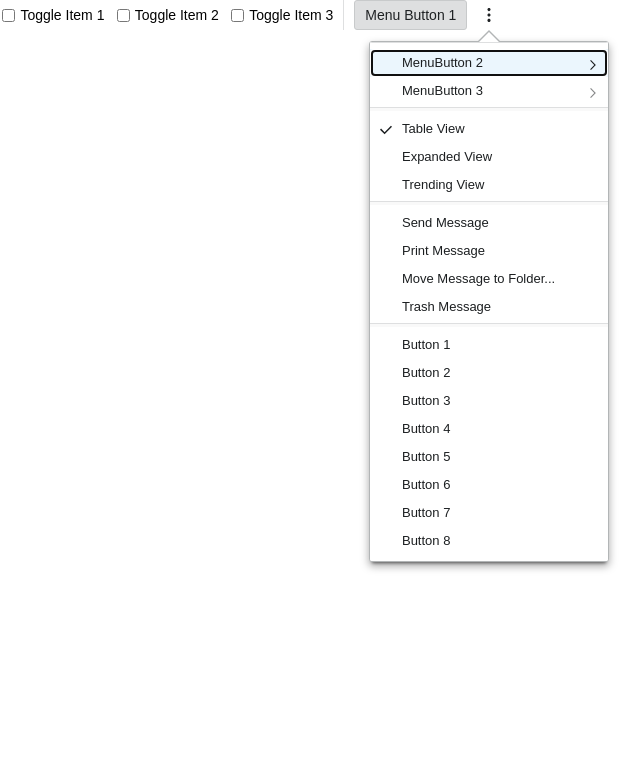 Toggle Item 1 Toggle Item 2 Toggle Item 3 Menu Button 1
MenuButton 2
MenuButton 3
Table View
Expanded View
Trending View
Send Message
Print Message
Move Message to Folder...
Trash Message
Button 1
Button 2
Button 3
Button 4
Button 5
Button 6
Button 7
Button 8